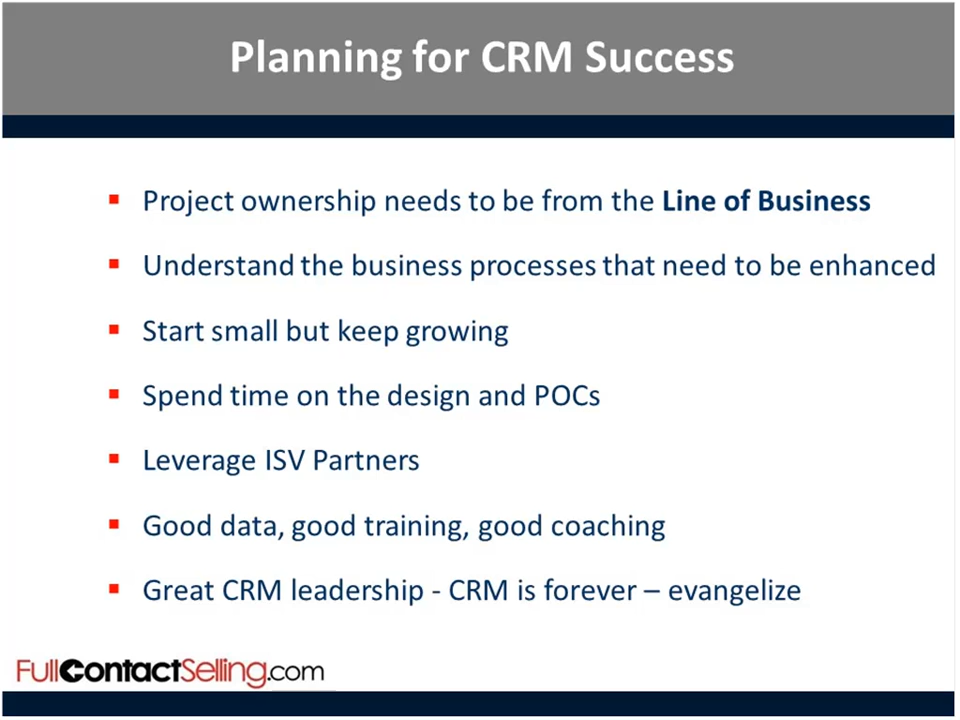 Planning for CRM Success
Project ownership needs to be from the Line of Business
Understand the business processes that need to be enhanced
Start small but keep growing
Spend time on the design and POCs
Leverage ISV Partners
Good data, good training, good coaching
Great CRM leadership - CRM is forever – evangelize
FullContactSelling.com